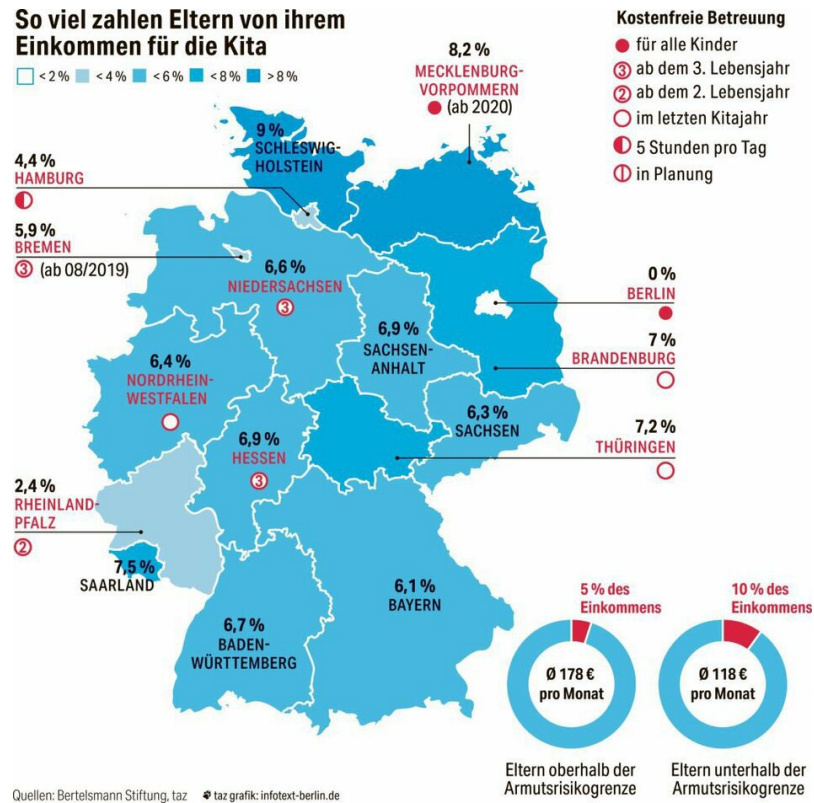 So viel zahlen Eltern von ihrem
Einkommen für die Kita
< 2 % < 4 % < 6 % < 8 % > 8 %
Kostenfreie Betreuung
für alle Kinder
3 ab dem 3. Lebensjahr
2 ab dem 2. Lebensjahr
im letzten Kitajahr
5 Stunden pro Tag
in Planung
8,2 %
MECKLENBURG-
VORPOMMERN
(ab 2020)
9 %
SCHLESWIG-
HOLSTEIN
4,4 %
HAMBURG
5,9 %
BREMEN
3 (ab 08/2019)
6,6 %
NIEDERSACHSEN
3
0 %
BERLIN
6,9 %
SACHSEN-
ANHALT
7 %
BRANDENBURG
6,4 %
NORDRHEIN-
WESTFALEN
6,9 %
HESSEN
3
6,3 %
SACHSEN
7,2 %
THÜRINGEN
2,4 %
RHEINLAND-
PFALZ
2
7,5 %
SAARLAND
6,1 %
BAYERN
6,7 %
BADEN-
WÜRTTEMBERG
5 % des
Einkommens
Ø 178 €
pro Monat
Eltern oberhalb der
Armutsrisikogrenze
10 % des
Einkommens
Ø 118 €
pro Monat
Eltern unterhalb der
Armutsrisikogrenze
Quellen: Bertelsmann Stiftung, taz taz grafik: infotext-berlin.de